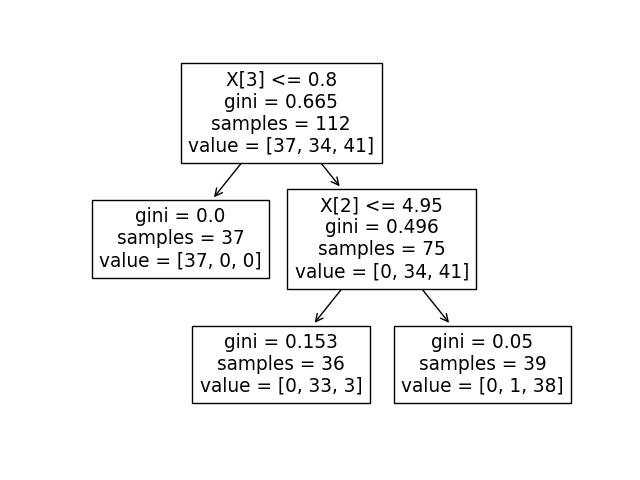 X[3] <= 0.8
gini = 0.665
samples = 112
value = [37, 34, 41]
gini = 0.0
samples = 37
value = [37, 0, 0]
X[2] <= 4.95
gini = 0.496
samples = 75
value = [0, 34, 41]
gini = 0.153
samples = 36
value = [0, 33, 3]
gini = 0.05
samples = 39
value = [0, 1, 38]